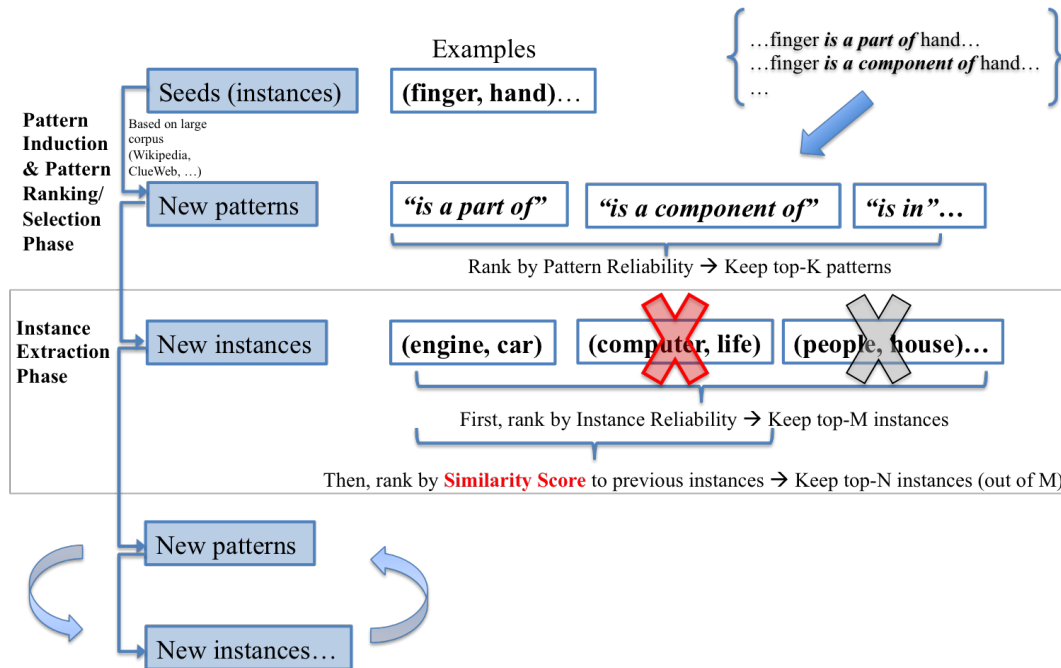 Examples
…finger is a part of hand…
…finger is a component of hand…
…
Seeds (instances)
(finger, hand)…
Pattern
Induction
& Pattern
Ranking/
Selection
Phase
Based on large
corpus
(Wikipedia,
ClueWeb, …)
New patterns
“is a part of”
“is a component of”
“is in”…
Rank by Pattern Reliability → Keep top-K patterns
Instance
Extraction
Phase
New instances
(engine, car)
(computer, life)
(people, house)…
First, rank by Instance Reliability → Keep top-M instances
Then, rank by Similarity Score to previous instances → Keep top-N instances (out of M)
New patterns
New instances…